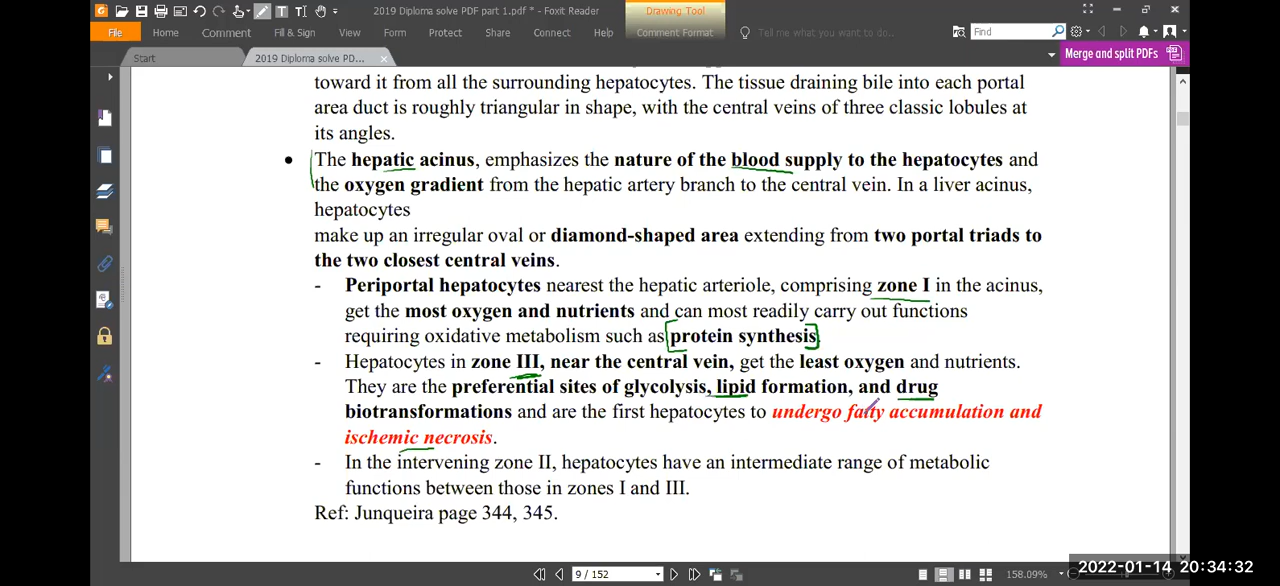 2019 Diploma solve PDF part 1.pdf * - Foxit Reader
Drawing Tool
File Home Comment Fill & Sign View Form Protect Share Connect Help Comment Format Tell me what you want to do.. Find
Start 2019 Diploma solve PD... Merge and split PDFs
toward it from all the surrounding hepatocytes. The tissue draining bile into each portal
area duct is roughly triangular in shape, with the central veins of three classic lobules at
its angles.
• The hepatic acinus, emphasizes the nature of the blood supply to the hepatocytes and
the oxygen gradient from the hepatic artery branch to the central vein. In a liver acinus,
hepatocytes
make up an irregular oval or diamond-shaped area extending from two portal triads to
the two closest central veins.
- Periportal hepatocytes nearest the hepatic arteriole, comprising zone I in the acinus,
get the most oxygen and nutrients and can most readily carry out functions
requiring oxidative metabolism such as protein synthesis.
- Hepatocytes in zone III, near the central vein, get the least oxygen and nutrients.
They are the preferential sites of glycolysis, lipid formation, and drug
biotransformations and are the first hepatocytes to undergo fatty accumulation and
ischemic necrosis.
- In the intervening zone II, hepatocytes have an intermediate range of metabolic
functions between those in zones I and III.
Ref: Junqueira page 344, 345.
9 / 152
158.09%
2022-01-14 20:34:32